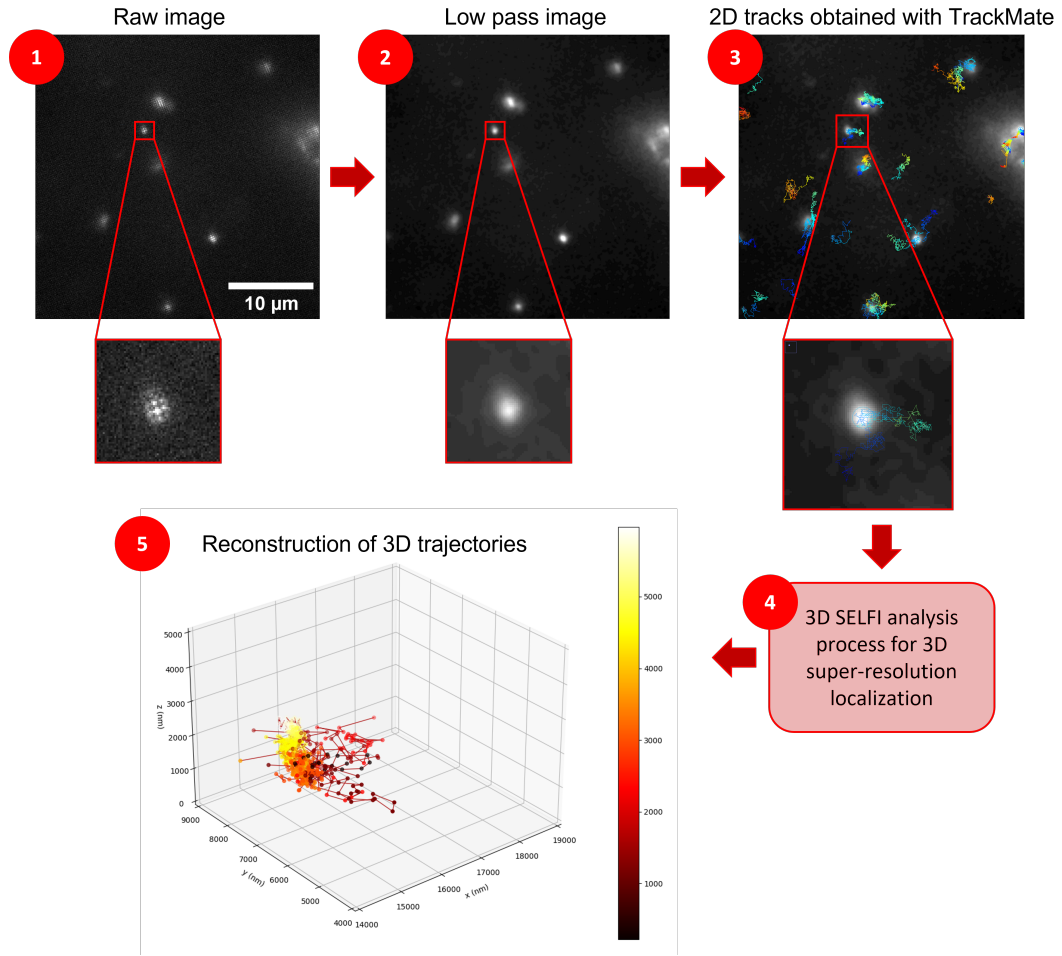 Raw image
Low pass image
2D tracks obtained with TrackMate
1
2
3
10 µm
5
Reconstruction of 3D trajectories
4
3D SELFI analysis
process for 3D
super-resolution
localization
5000
4000
3000
2000
1000
0
z (nm)
9000
8000
7000
6000
5000
4000
y (nm)
14000
15000
16000
17000
18000
19000
x (nm)
5000
4000
3000
2000
1000